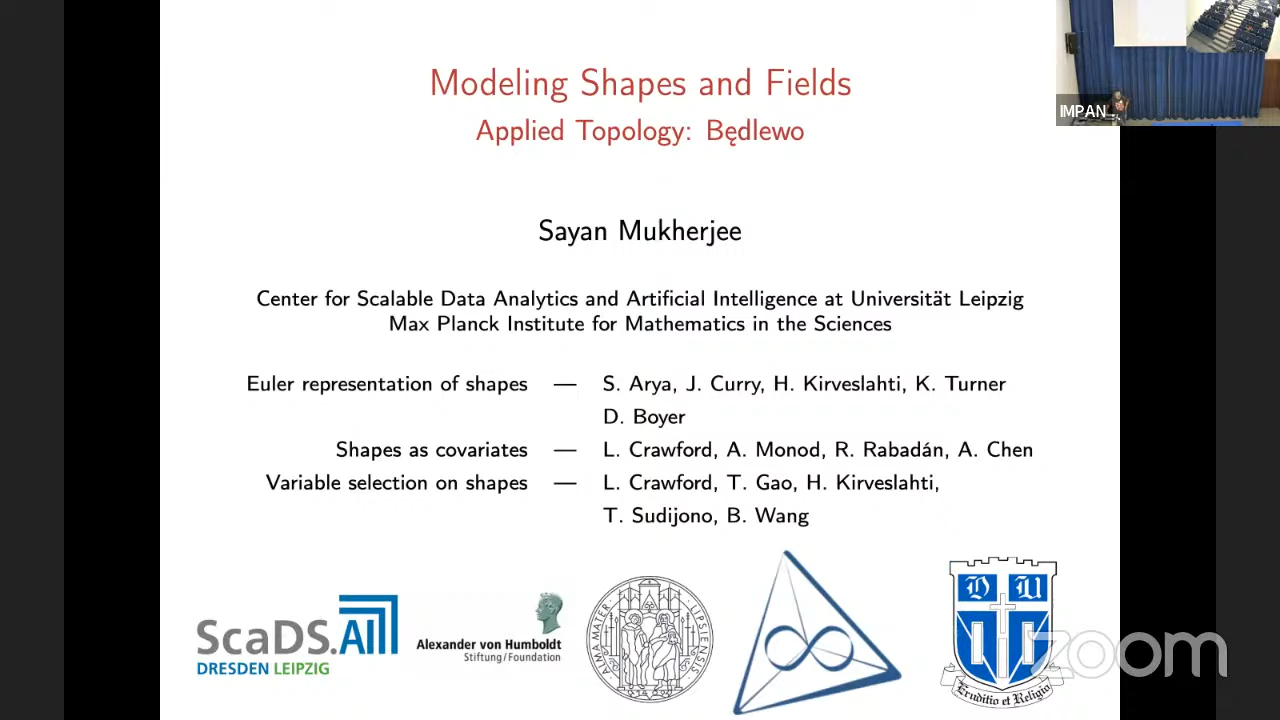 Modeling Shapes and Fields
Applied Topology: Będlewo
IMPAN
Sayan Mukherjee
Center for Scalable Data Analytics and Artificial Intelligence at Universität Leipzig
Max Planck Institute for Mathematics in the Sciences
Euler representation of shapes — S. Arya, J. Curry, H. Kirveslahti, K. Turner
D. Boyer
Shapes as covariates — L. Crawford, A. Monod, R. Rabadán, A. Chen
Variable selection on shapes — L. Crawford, T. Gao, H. Kirveslahti,
T. Sudijono, B. Wang
ScaDS.AI
DRESDEN LEIPZIG
Alexander von Humboldt
Stiftung/Foundation
ALMA MATER · LIPSIENSIS
D U
Eruditio et Religio
zoom